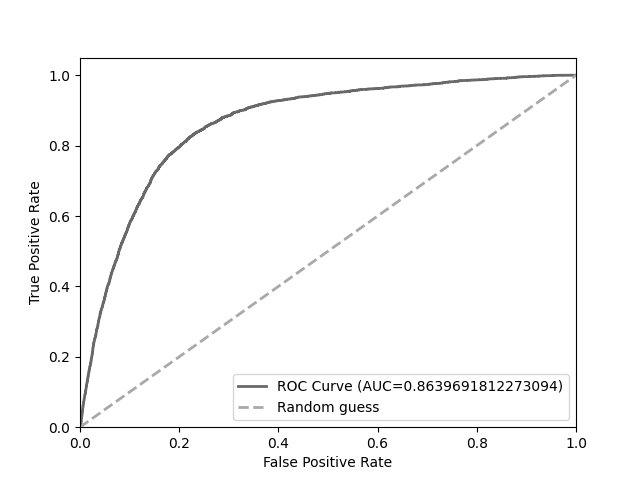 1.0
0.8
0.6
0.4
0.2
0.0
True Positive Rate
ROC Curve (AUC=0.8639691812273094)
Random guess
0.0 0.2 0.4 0.6 0.8 1.0
False Positive Rate